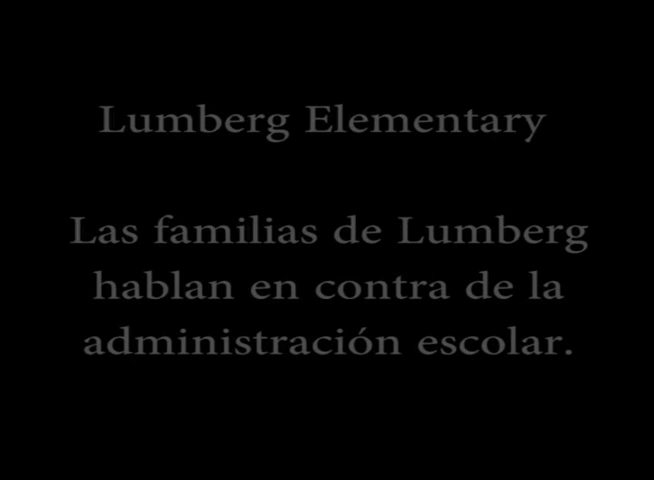 Lumberg Elementary
Las familias de Lumberg
hablan en contra de la
administración escolar.